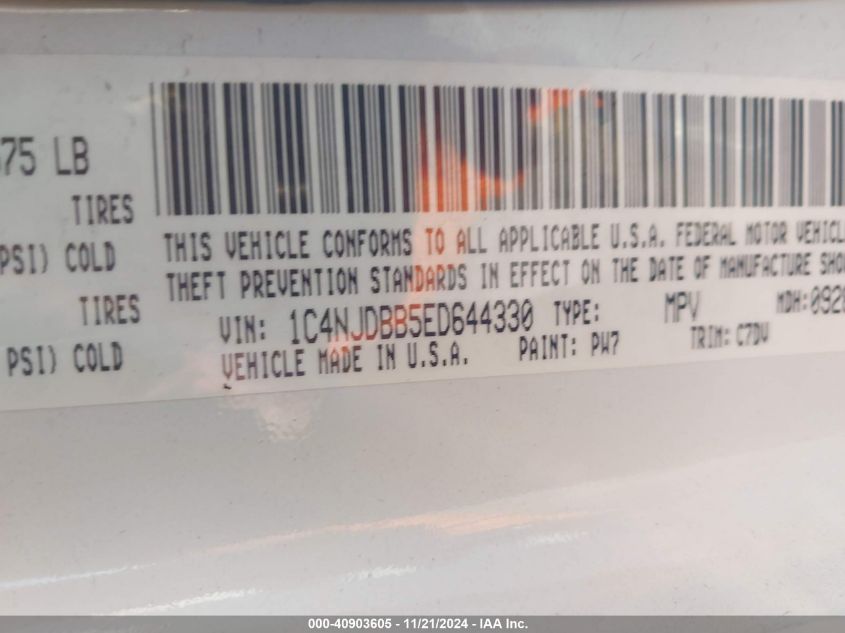 75 LB
TIRES
PSI) COLD
TIRES
PSI) COLD
THIS VEHICLE CONFORMS TO ALL APPLICABLE U.S.A. FEDERAL MOTOR VEHICL
THEFT PREVENTION STANDARDS IN EFFECT ON THE DATE OF MANUFACTURE SHO
VIN: 1C4NJDBB5ED644330 TYPE: MPV MDH:092
VEHICLE MADE IN U.S.A. PAINT: PW7 TRIM: C7DV
000-40903605 - 11/21/2024 - IAA Inc.